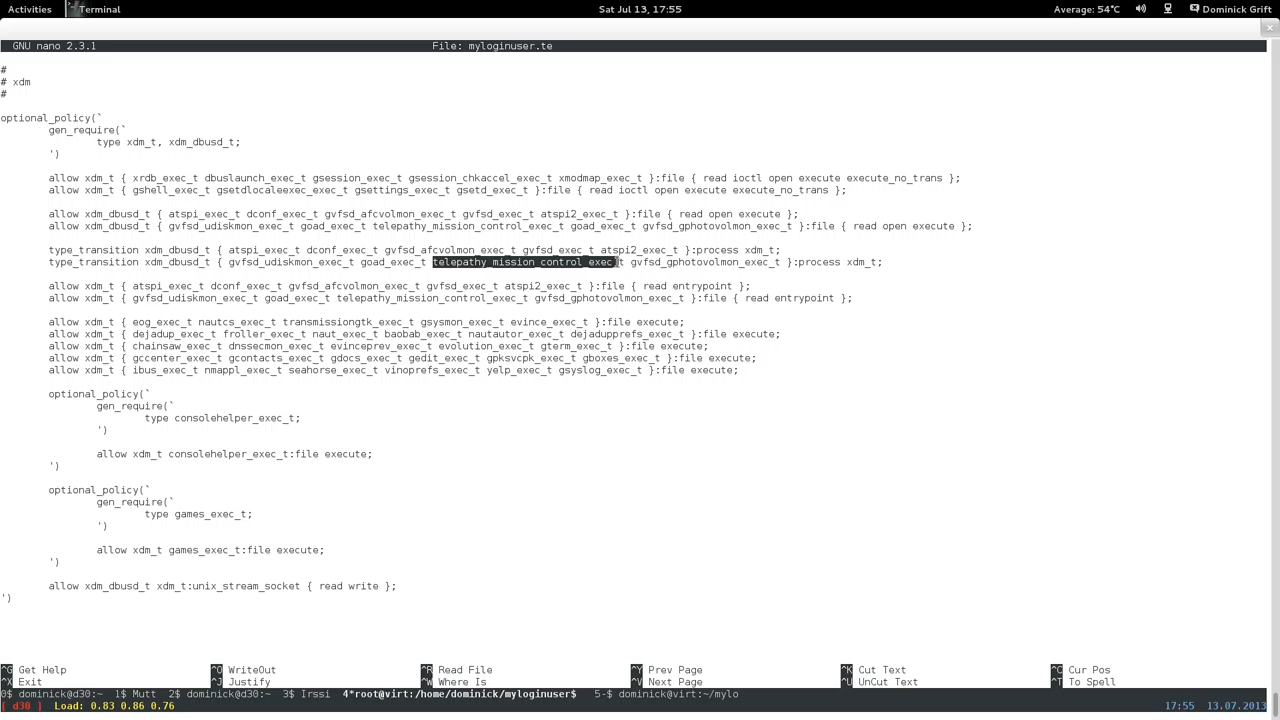 Activities Terminal Sat Jul 13, 17:55 Average: 54°C Dominick Grift
GNU nano 2.3.1 File: myloginuser.te
#
# xdm
#
optional_policy(`
gen_require(`
type xdm_t, xdm_dbusd_t;
')
allow xdm_t { xrdb_exec_t dbuslaunch_exec_t gsession_exec_t gsession_chkaccel_exec_t xmodmap_exec_t }:file { read ioctl open execute execute_no_trans };
allow xdm_t { gshell_exec_t gsetdlocaleexec_exec_t gsettings_exec_t gsetd_exec_t }:file { read ioctl open execute execute_no_trans };
allow xdm_dbusd_t { atspi_exec_t dconf_exec_t gvfsd_afcvolmon_exec_t gvfsd_exec_t atspi2_exec_t }:file { read open execute };
allow xdm_dbusd_t { gvfsd_udiskmon_exec_t goad_exec_t telepathy_mission_control_exec_t gvfsd_gphotovolmon_exec_t }:file { read open execute };
type_transition xdm_dbusd_t { atspi_exec_t dconf_exec_t gvfsd_afcvolmon_exec_t gvfsd_exec_t atspi2_exec_t }:process xdm_t;
type_transition xdm_dbusd_t { gvfsd_udiskmon_exec_t goad_exec_t telepathy_mission_control_exec_t gvfsd_gphotovolmon_exec_t }:process xdm_t;
allow xdm_t { atspi_exec_t dconf_exec_t gvfsd_afcvolmon_exec_t gvfsd_exec_t atspi2_exec_t }:file { read entrypoint };
allow xdm_t { gvfsd_udiskmon_exec_t goad_exec_t telepathy_mission_control_exec_t gvfsd_gphotovolmon_exec_t }:file { read entrypoint };
allow xdm_t { eog_exec_t nautcs_exec_t transmissiongtk_exec_t gsysmon_exec_t evince_exec_t }:file execute;
allow xdm_t { dejadup_exec_t froller_exec_t naut_exec_t baobab_exec_t nautautor_exec_t dejadupprefs_exec_t }:file execute;
allow xdm_t { chainsaw_exec_t dnssecmon_exec_t evinceprev_exec_t evolution_exec_t gterm_exec_t }:file execute;
allow xdm_t { gccenter_exec_t gcontacts_exec_t gdocs_exec_t gedit_exec_t gpksvcpk_exec_t gboxes_exec_t }:file execute;
allow xdm_t { ibus_exec_t nmappl_exec_t seahorse_exec_t vinoprefs_exec_t yelp_exec_t gsyslog_exec_t }:file execute;
optional_policy(`
gen_require(`
type consolehelper_exec_t;
')
allow xdm_t consolehelper_exec_t:file execute;
')
optional_policy(`
gen_require(`
type games_exec_t;
')
allow xdm_t games_exec_t:file execute;
')
allow xdm_dbusd_t xdm_t:unix_stream_socket { read write };
')
^G Get Help ^O WriteOut ^R Read File ^Y Prev Page ^K Cut Text ^C Cur Pos
^X Exit ^J Justify ^W Where Is ^V Next Page ^U UnCut Text ^T To Spell
0$ dominick@d30:~ 1$ Mutt 2$ dominick@d30:~ 3$ Irssi 4*root@virt:/home/dominick/myloginuser$ 5-$ dominick@virt:~/mylo
[ d30 ] Load: 0.83 0.86 0.76 17:55 13.07.2013